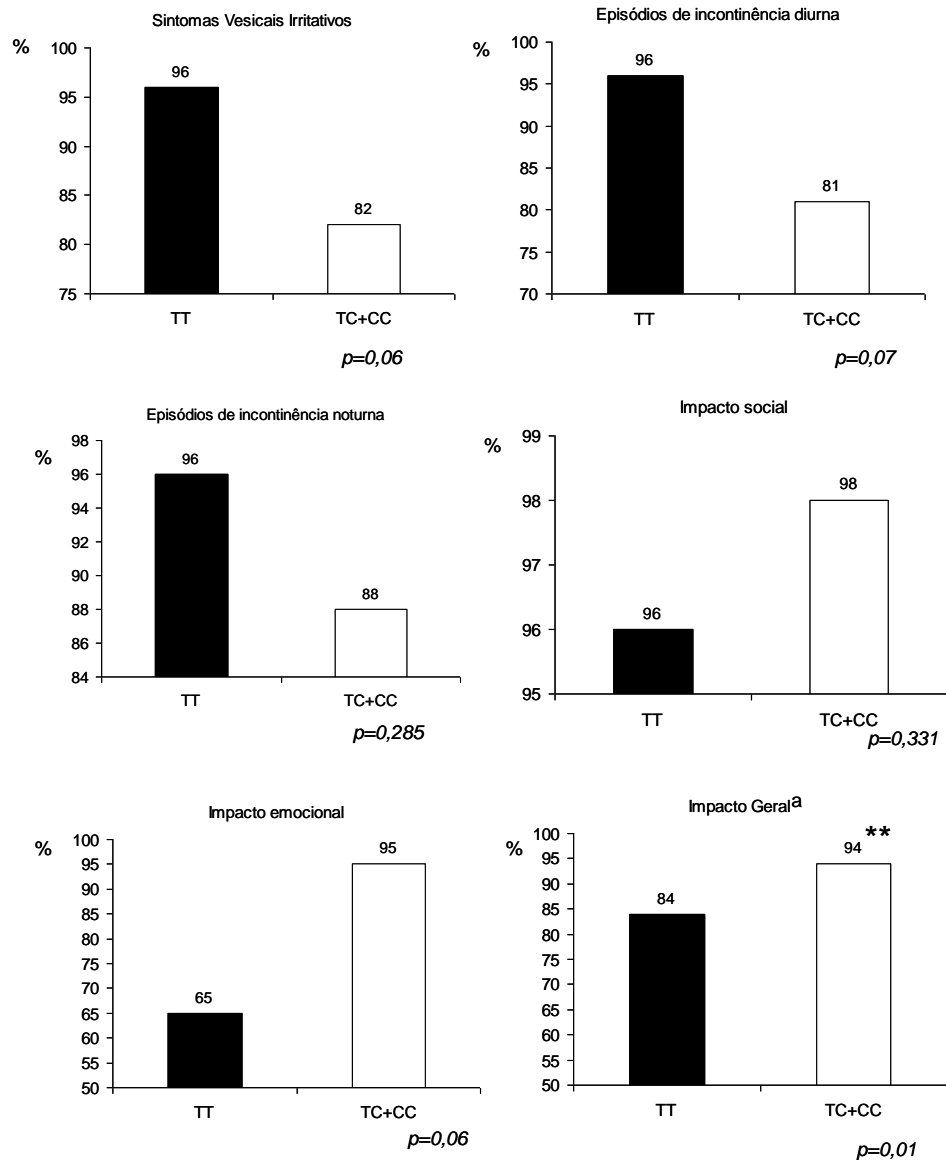 Sintomas Vesicais Irritativos
%
100
95
90
85
80
75
96
82
TT
TC+CC
p=0,06
Episódios de incontinência diurna
%
100
95
90
85
80
75
70
96
81
TT
TC+CC
p=0,07
Episódios de incontinência noturna
%
98
96
94
92
90
88
86
84
96
88
TT
TC+CC
p=0,285
Impacto social
%
99
98
97
96
95
96
98
TT
TC+CC
p=0,331
Impacto emocional
%
100
95
90
85
80
75
70
65
60
55
50
65
95
TT
TC+CC
p=0,06
Impacto Geralª
%
100
95
90
85
80
75
70
65
60
55
50
84
94
**
TT
TC+CC
p=0,01